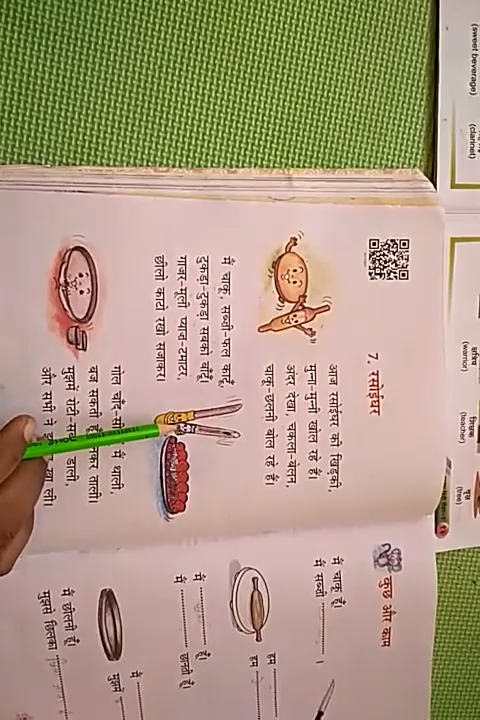 7. रसोईघर
आज रसोईघर की खिड़की,
मुन्ना-मुन्नी खोल रहे हैं।
अंदर देखा, चकला-बेलन,
चाकू-छलनी बोल रहे हैं।
मैं चाकू, सब्ज़ी-फल काटूँ,
टुकड़ा-टुकड़ा सबको बाँटूँ।
गाजर-मूली प्याज-टमाटर,
छीलो काटो रखो सजाकर।
गोल चाँद में थाली,
बज सकती ताली।
मुझमें रोटी डालो,
और सभी ने खा ली।
कुछ और काम
मैं चाकू हूँ।
मैं सब्ज़ी ।
हम
हम
मैं हूँ।
मैं छानती हूँ।
मैं
मुझमें
मैं छीलनी हूँ।
मुझसे छिलका
(sweet beverage)
(clarinet)
(warrior)
शिक्षक
(teacher)
(tree)